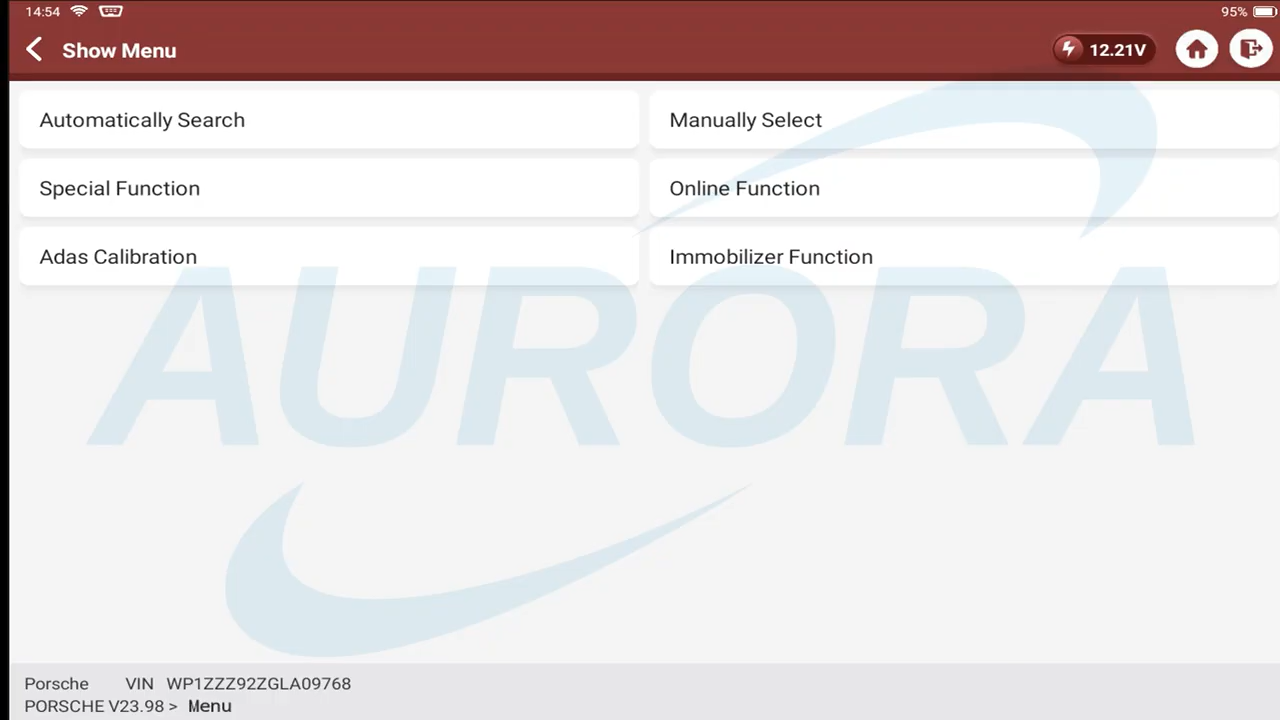 14:54 95%
Show Menu 12.21V
Automatically Search Manually Select
Special Function Online Function
Adas Calibration Immobilizer Function
AURORA
Porsche VIN WP1ZZZ92ZGLA09768
PORSCHE V23.98 > Menu